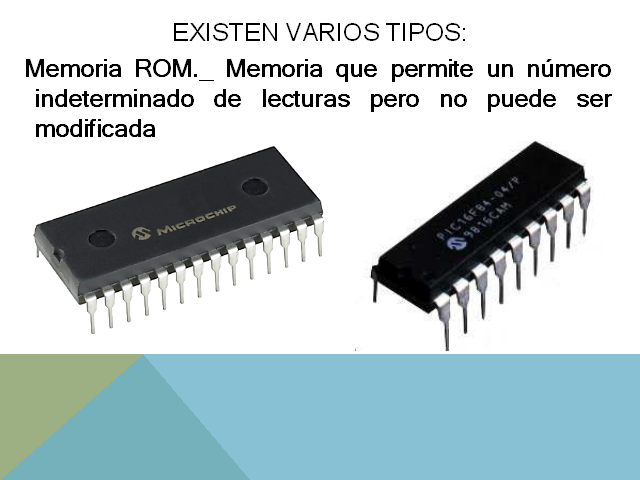 EXISTEN VARIOS TIPOS:
Memoria ROM._ Memoria que permite un número
indeterminado de lecturas pero no puede ser
modificada
MICROCHIP
PIC16F84-04/P
9816CAM